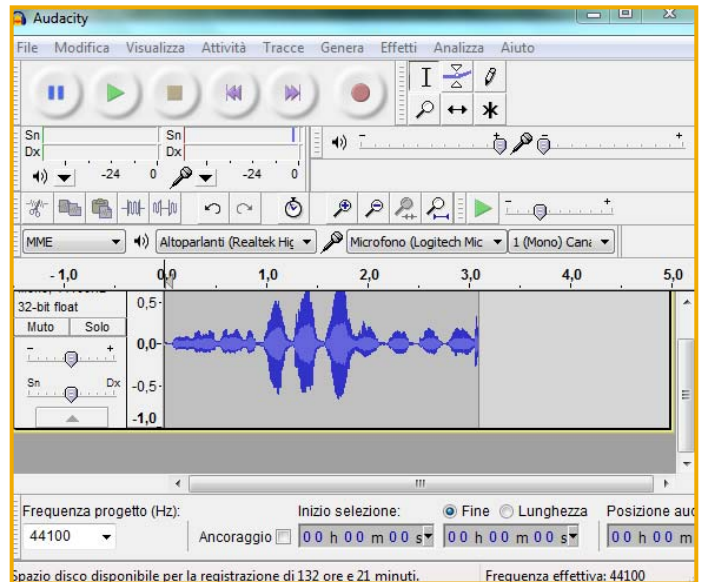 Audacity
File Modifica Visualizza Attività Tracce Genera Effetti Analizza Aiuto
Sn Sn
Dx Dx
-24 0 -24 0
MME Altoparlanti (Realtek Hig Microfono (Logitech Mic 1 (Mono) Cana
- 1,0 0,0 1,0 2,0 3,0 4,0 5,0
32-bit float
Muto Solo
- +
Sn Dx
0,5-
0,0-
-0,5-
-1,0
Frequenza progetto (Hz): Inizio selezione: Fine Lunghezza Posizione aud
44100 Ancoraggio 00 h 00 m 00 s 00 h 00 m 00 s 00 h 00 m
Spazio disco disponibile per la registrazione di 132 ore e 21 minuti. Frequenza effettiva: 44100